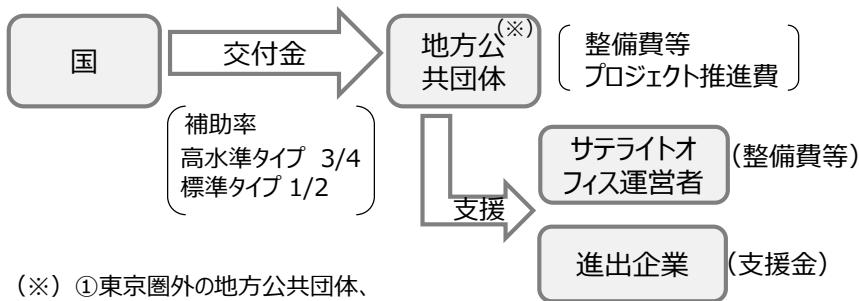 国
交付金
地方公(※)
共団体
整備費等
プロジェクト推進費
補助率
高水準タイプ 3/4
標準タイプ 1/2
サテライトオ
フィス運営者
(整備費等)
支援
進出企業
(支援金)
(※)①東京圏外の地方公共団体、